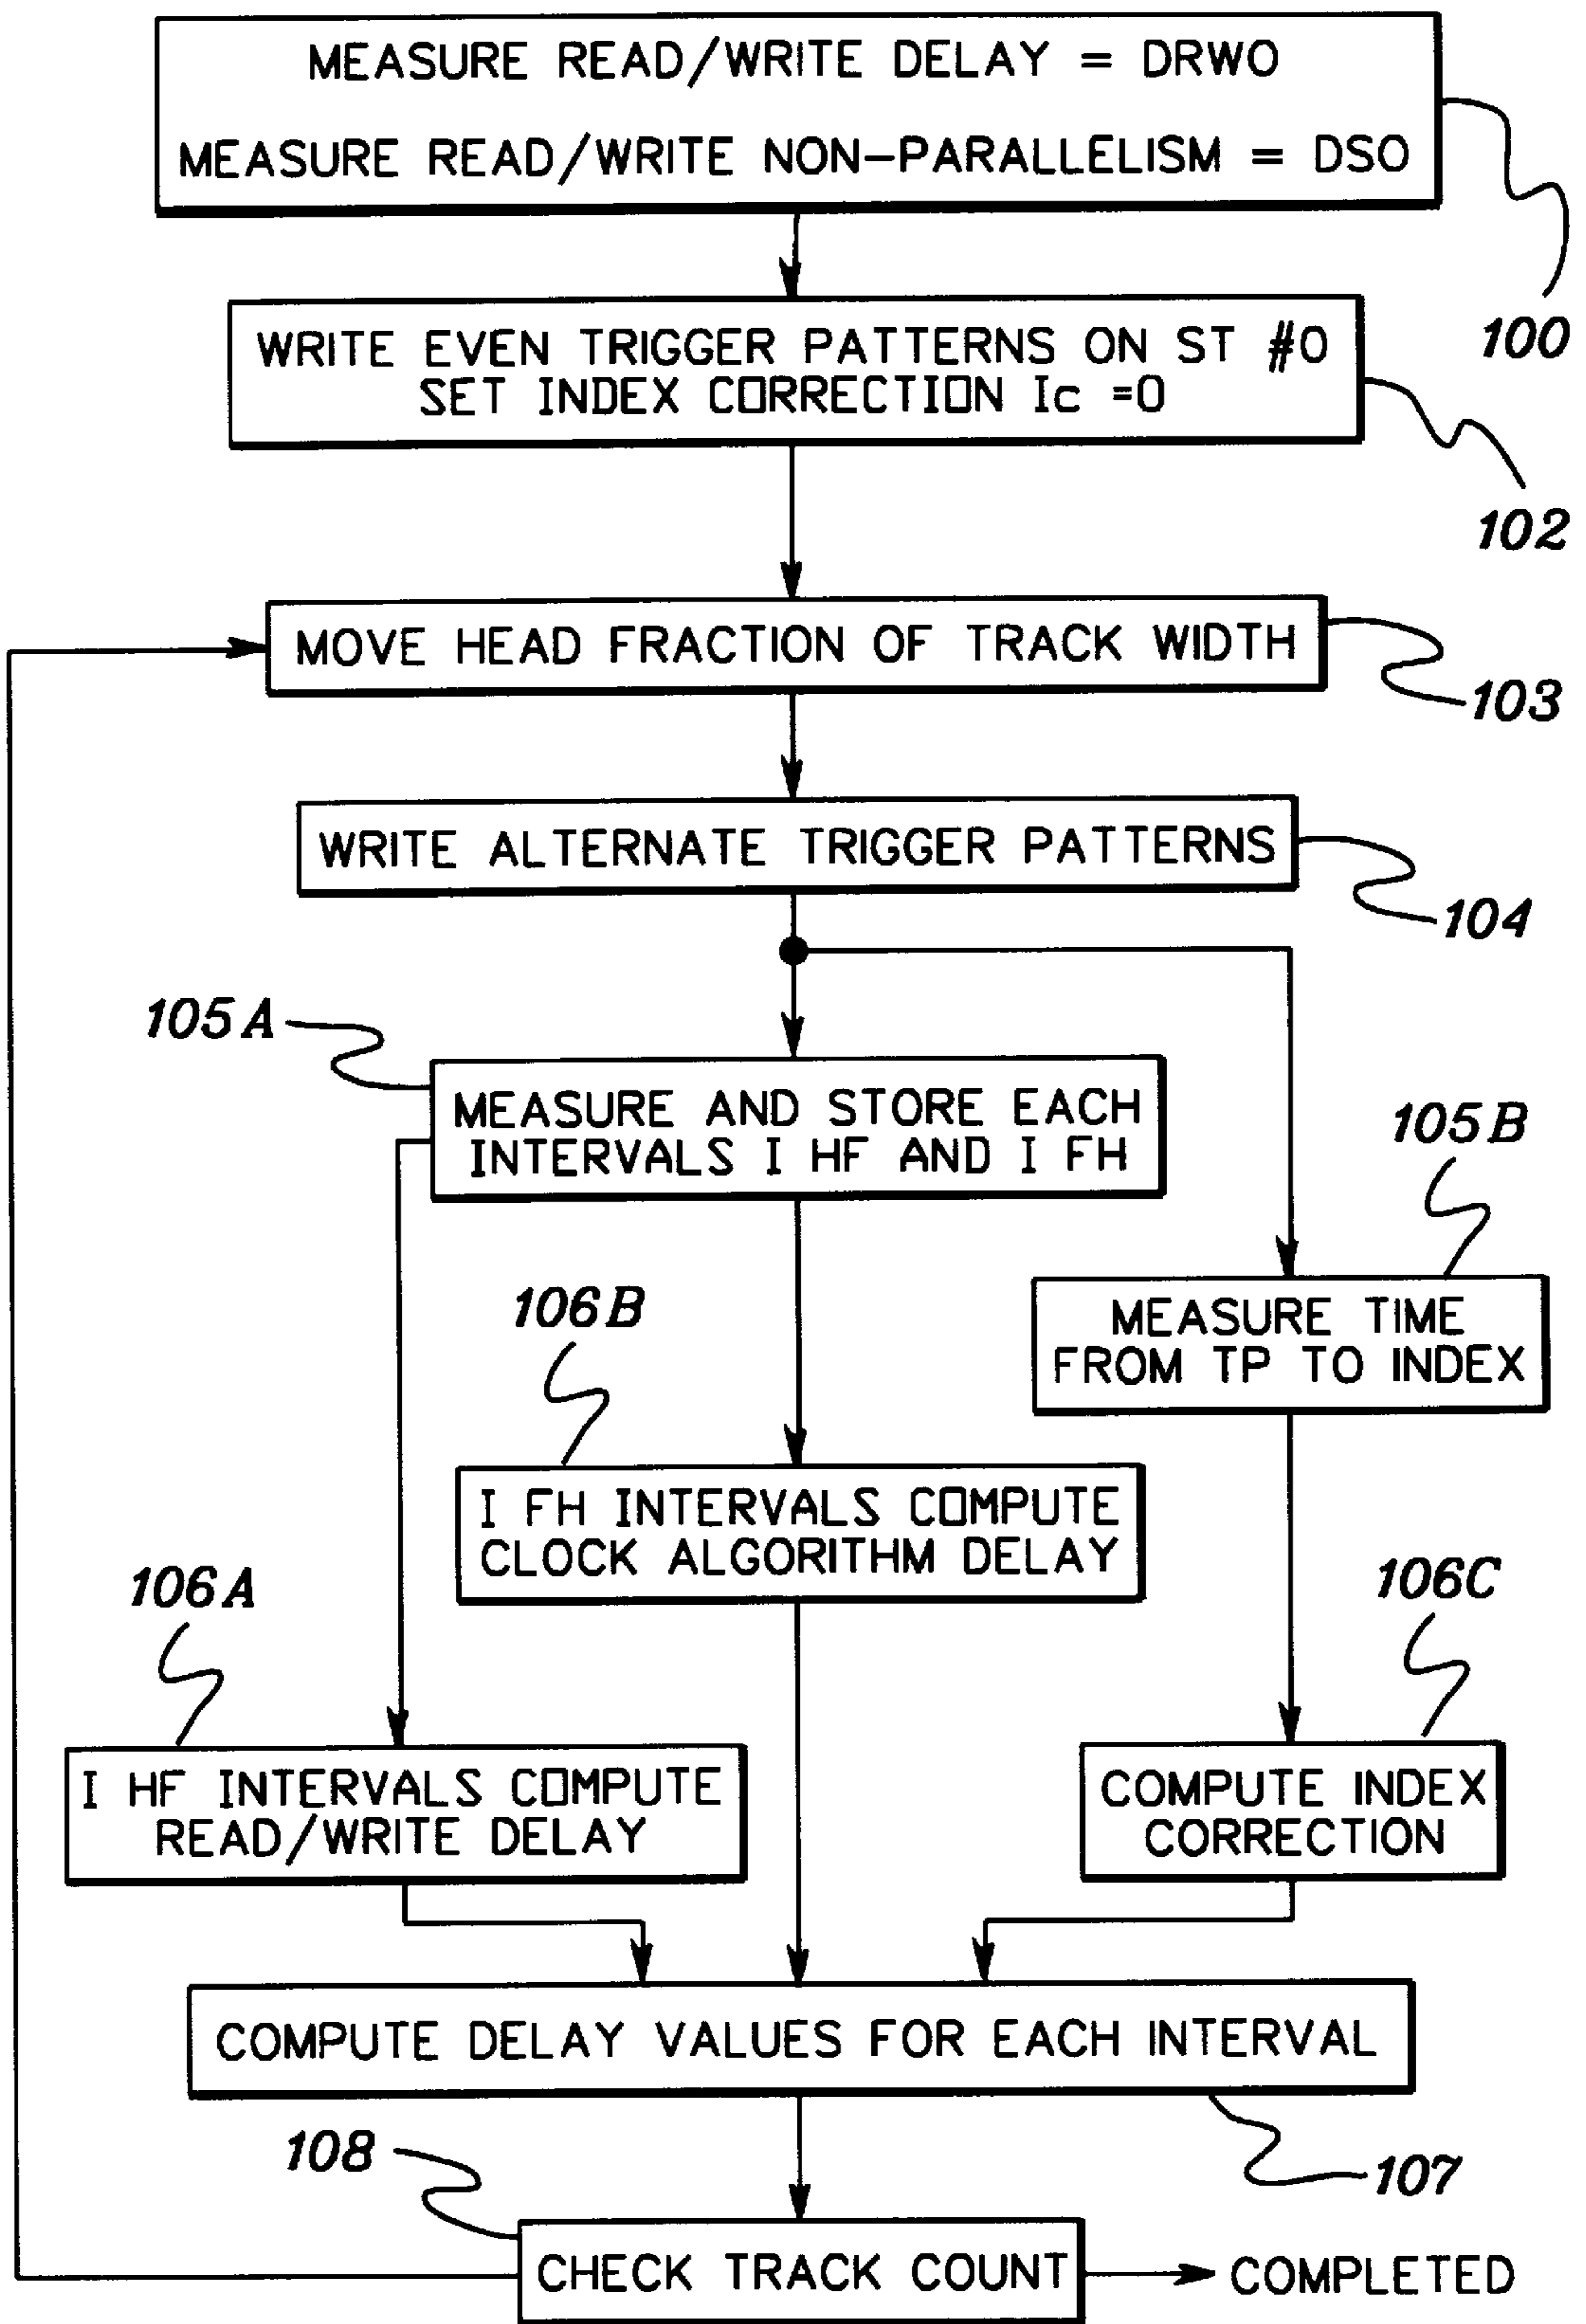 MEASURE READ/WRITE DELAY = DRWO
MEASURE READ/WRITE NON-PARALLELISM = DSO
100
WRITE EVEN TRIGGER PATTERNS ON ST #0
SET INDEX CORRECTION Ic =0
102
MOVE HEAD FRACTION OF TRACK WIDTH
103
WRITE ALTERNATE TRIGGER PATTERNS
104
105A
MEASURE AND STORE EACH
INTERVALS I HF AND I FH
105B
MEASURE TIME
FROM TP TO INDEX
106B
I FH INTERVALS COMPUTE
CLOCK ALGORITHM DELAY
106A
I HF INTERVALS COMPUTE
READ/WRITE DELAY
106C
COMPUTE INDEX
CORRECTION
COMPUTE DELAY VALUES FOR EACH INTERVAL
107
108
CHECK TRACK COUNT
COMPLETED